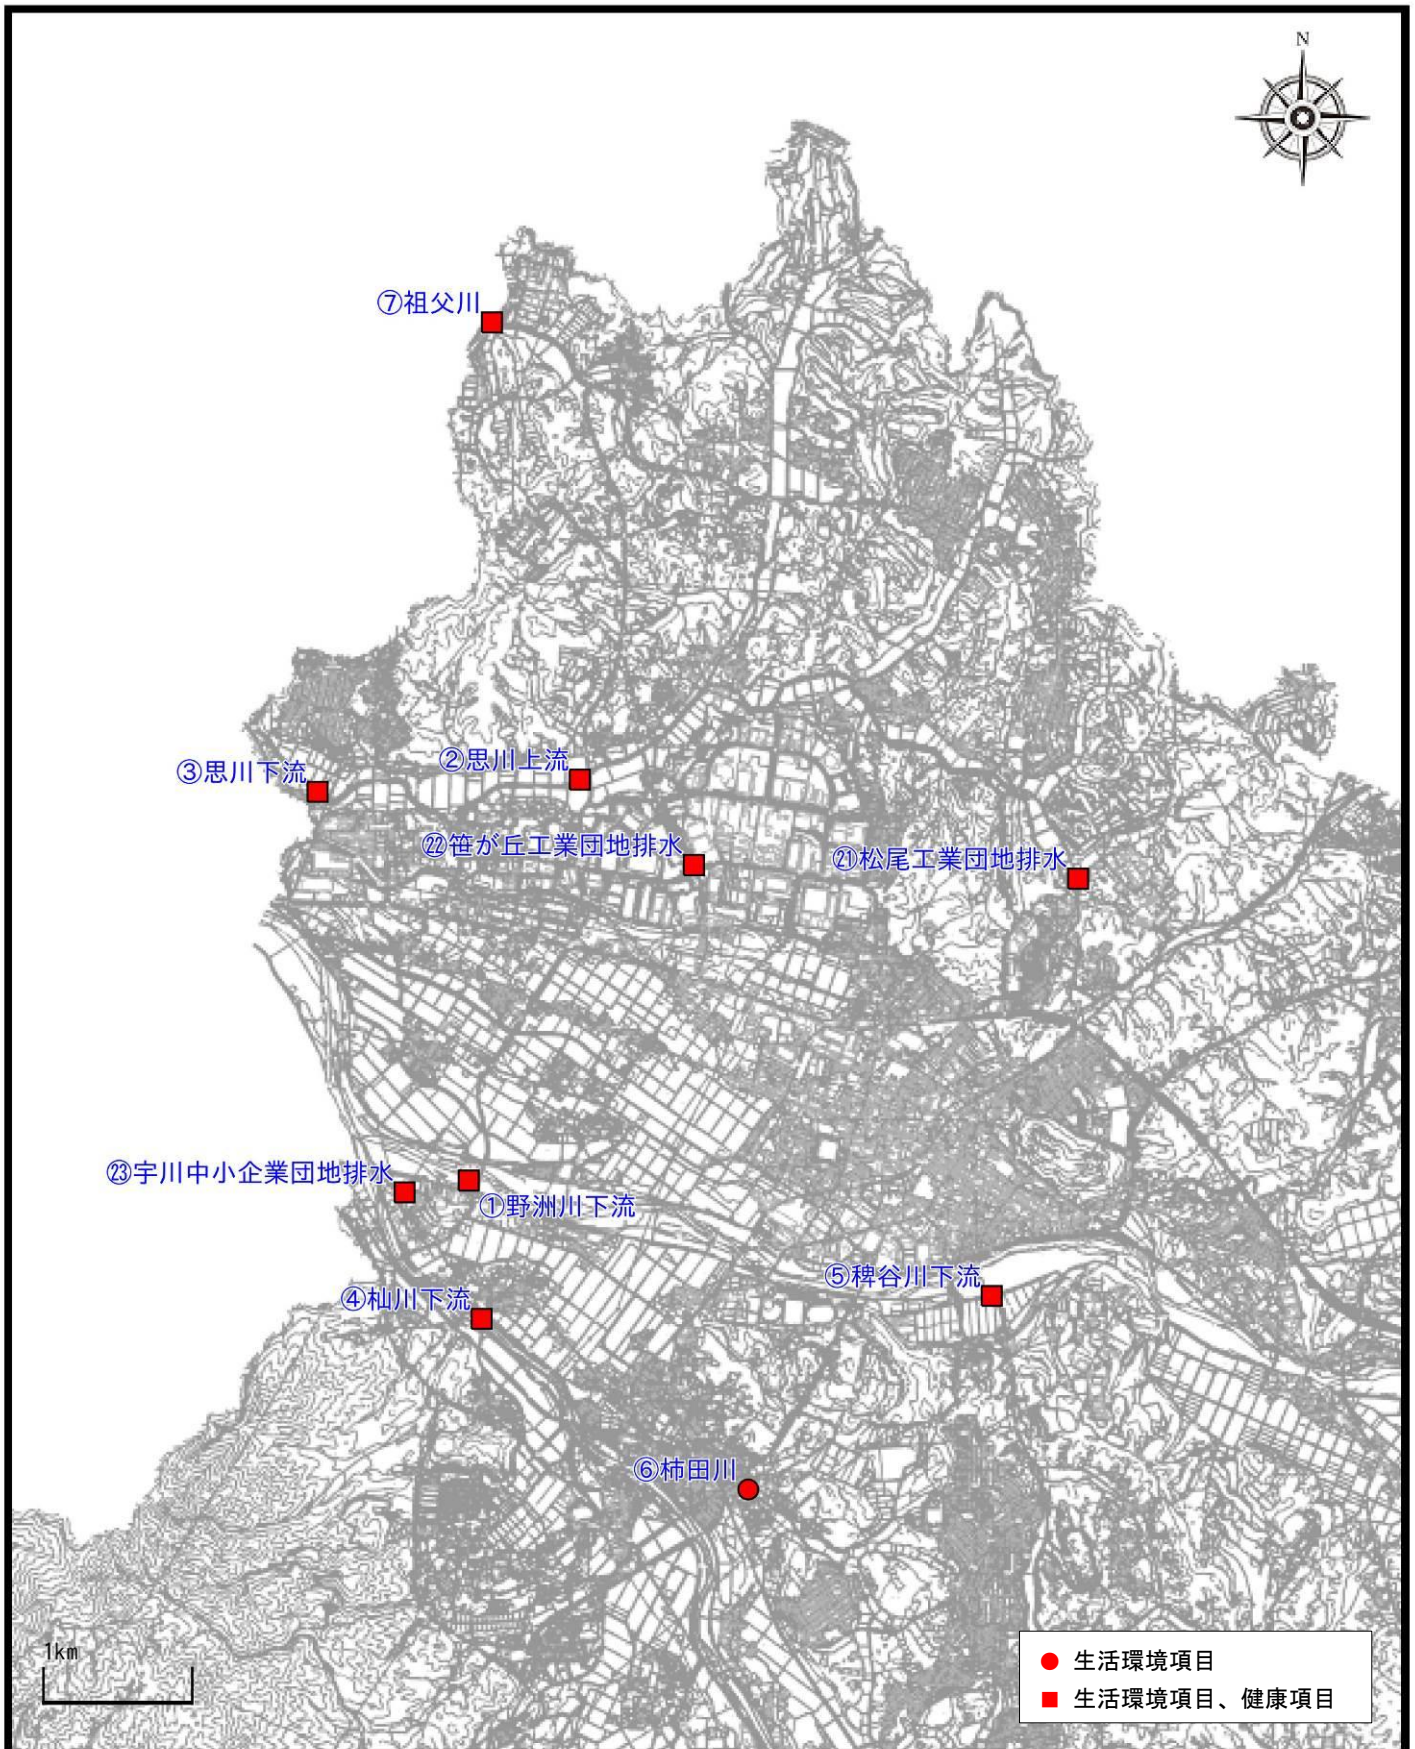 N
⑦祖父川
②思川上流
③思川下流
㉒笹が丘工業団地排水
㉑松尾工業団地排水
㉓宇川中小企業団地排水
①野洲川下流
⑤稗谷川下流
④杣川下流
⑥柿田川
1km
生活環境項目
生活環境項目、健康項目